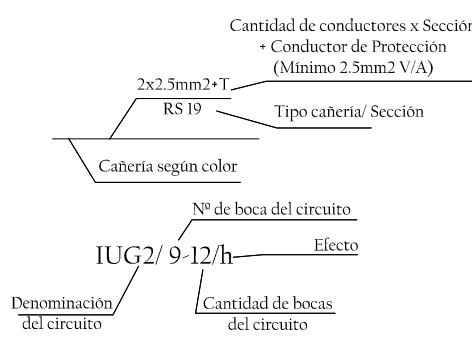 Cantidad de conductores x Sección
+ Conductor de Protección
(Mínimo 2.5mm2 V/A)
2x2.5mm2+T
RS 19
Tipo cañería/ Sección
Cañería según color
Nº de boca del circuito
IUG2/ 9-12/h
Efecto
Denominación
del circuito
Cantidad de bocas
del circuito